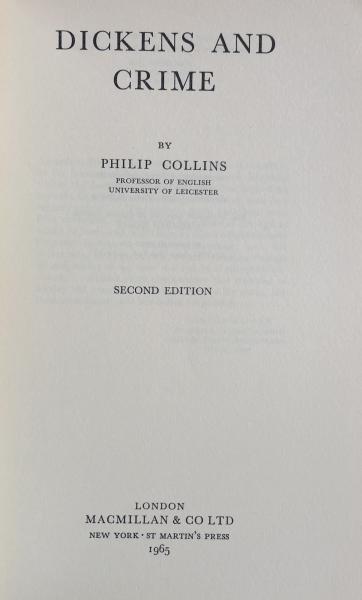 DICKENS AND
CRIME
BY
PHILIP COLLINS
PROFESSOR OF ENGLISH
UNIVERSITY OF LEICESTER
SECOND EDITION
LONDON
MACMILLAN & CO LTD
NEW YORK · ST MARTIN'S PRESS
1965